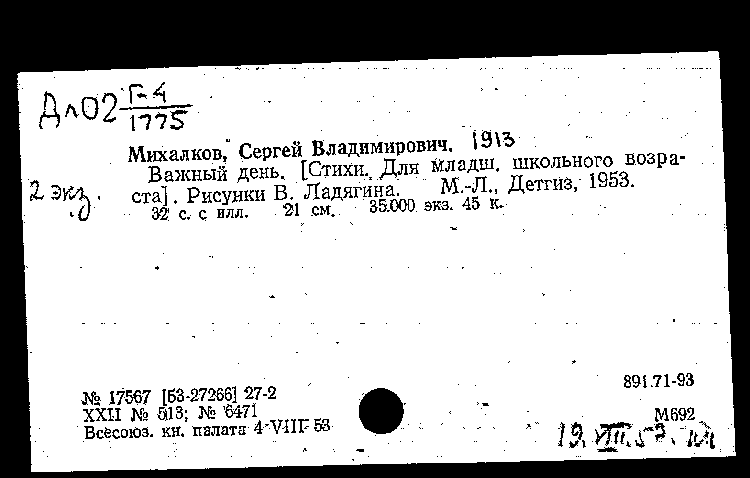 Дл02 Г-4
1775
Михалков, Сергей Владимирович. 1913
Важный день. [Стихи. Для младш. школьного возра-
2 экз. ста]. Рисунки В. Ладягина. М.-Л., Детгиз, 1953.
32 с. с илл. 21 см. 35.000 экз. 45 к.
891.71-93
№ 17567 [53-27266] 27-2
XXII № 513; № 6471 М692
Всесоюз. кн. палата 4-VIII-53
19.VIII.53.